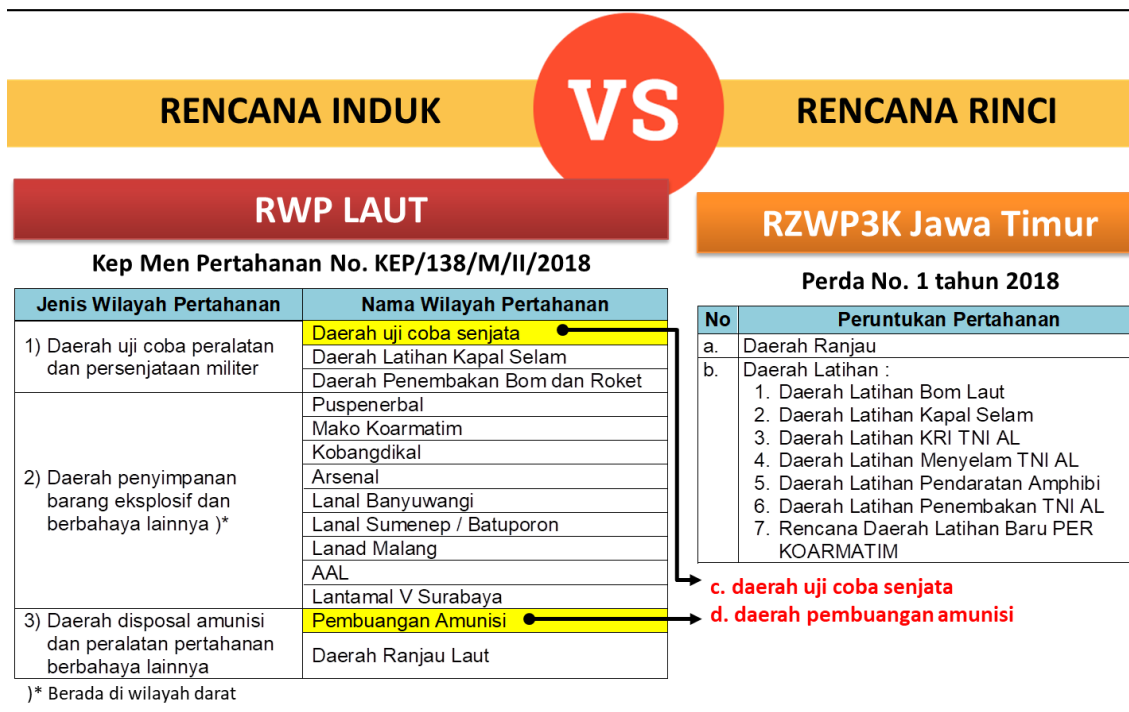 RENCANA INDUK
VS
RENCANA RINCI
RWP LAUT
Kep Men Pertahanan No. KEP/138/M/II/2018
Jenis Wilayah Pertahanan
Nama Wilayah Pertahanan
1) Daerah uji coba peralatan
dan persenjataan militer
Daerah uji coba senjata
Daerah Latihan Kapal Selam
Daerah Penembakan Bom dan Roket
2) Daerah penyimpanan
barang eksplosif dan
berbahaya lainnya )*
Puspenerbal
Mako Koarmatim
Kobangdikal
Arsenal
Lanal Banyuwangi
Lanal Sumenep / Batuporon
Lanad Malang
AAL
Lantamal V Surabaya
3) Daerah disposal amunisi
dan peralatan pertahanan
berbahaya lainnya
Pembuangan Amunisi
Daerah Ranjau Laut
)* Berada di wilayah darat
RZWP3K Jawa Timur
Perda No. 1 tahun 2018
No
Peruntukan Pertahanan
a. Daerah Ranjau
b. Daerah Latihan :
1. Daerah Latihan Bom Laut
2. Daerah Latihan Kapal Selam
3. Daerah Latihan KRI TNI AL
4. Daerah Latihan Menyelam TNI AL
5. Daerah Latihan Pendaratan Amphibi
6. Daerah Latihan Penembakan TNI AL
7. Rencana Daerah Latihan Baru PER
KOARMATIM
c. daerah uji coba senjata
d. daerah pembuangan amunisi